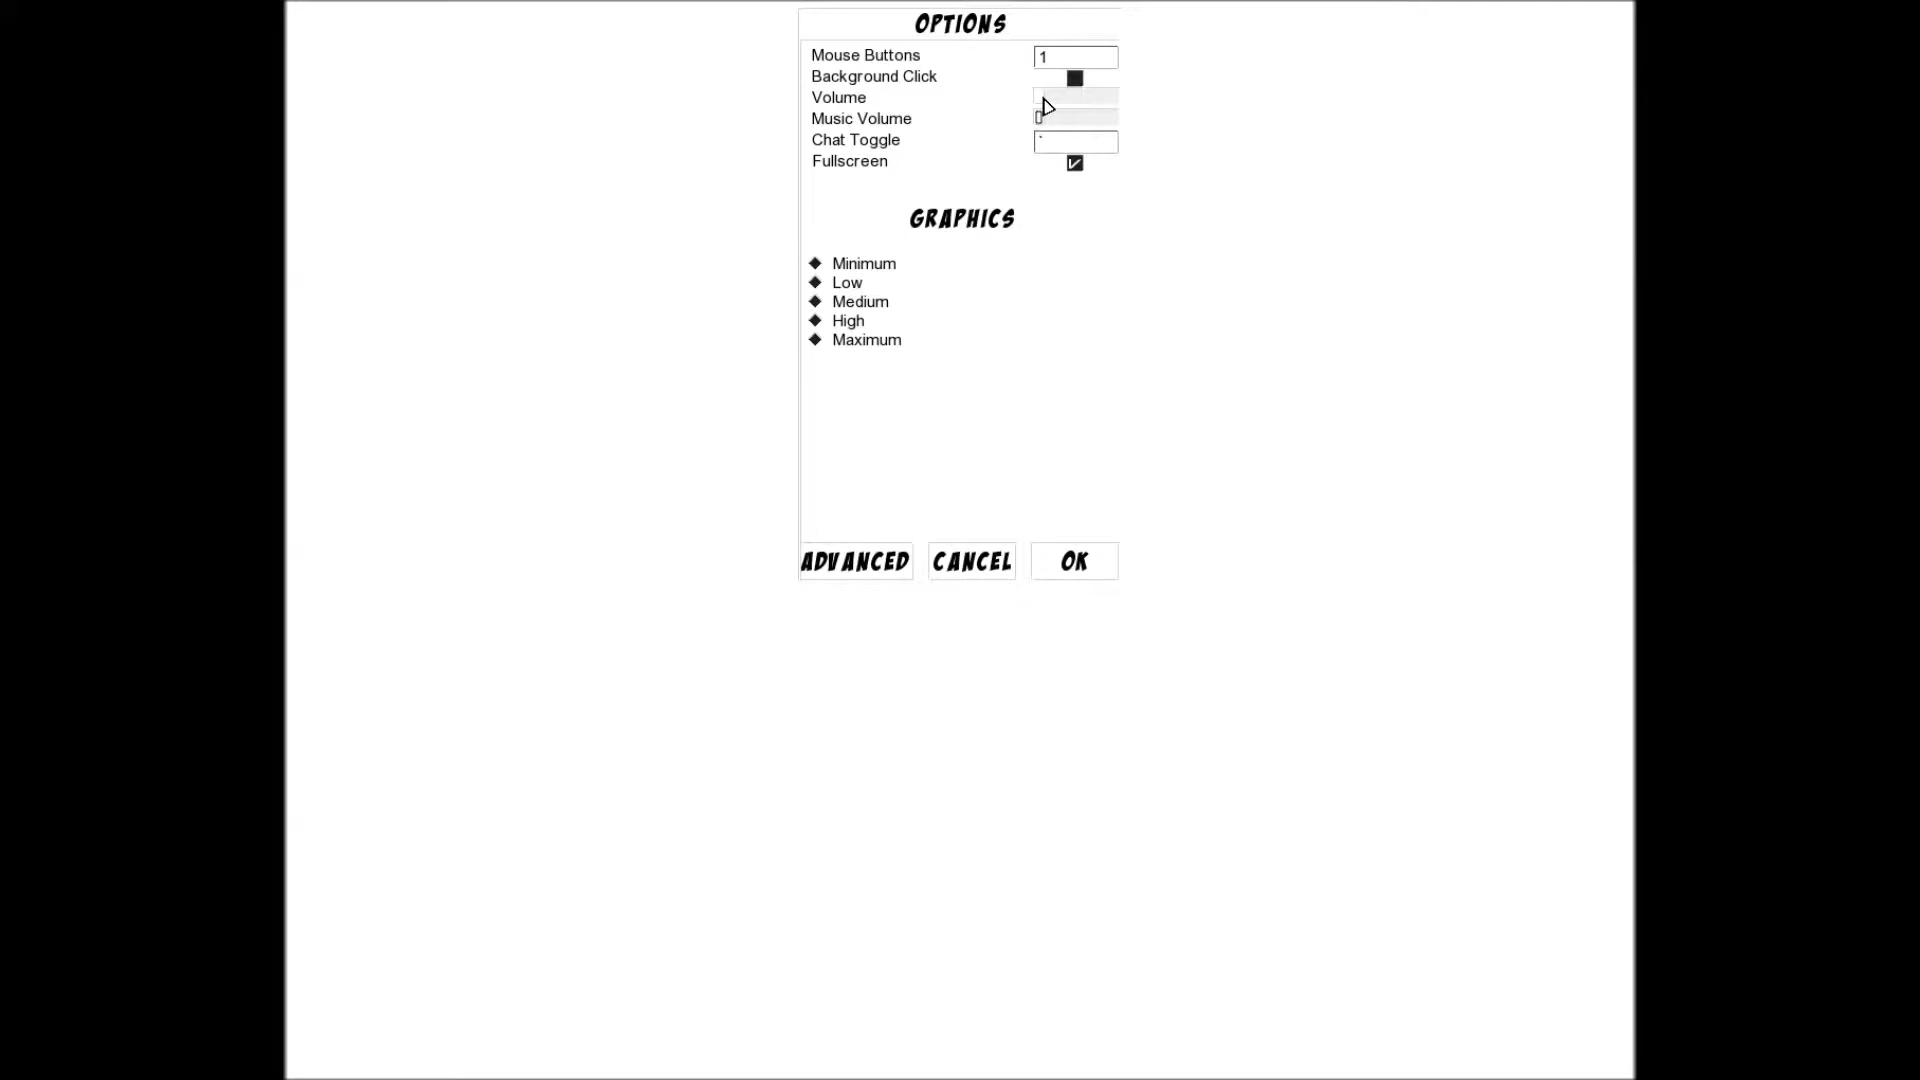 OPTIONS
Mouse Buttons 1
Background Click
Volume
Music Volume
Chat Toggle `
Fullscreen
GRAPHICS
Minimum
Low
Medium
High
Maximum
ADVANCED CANCEL OK